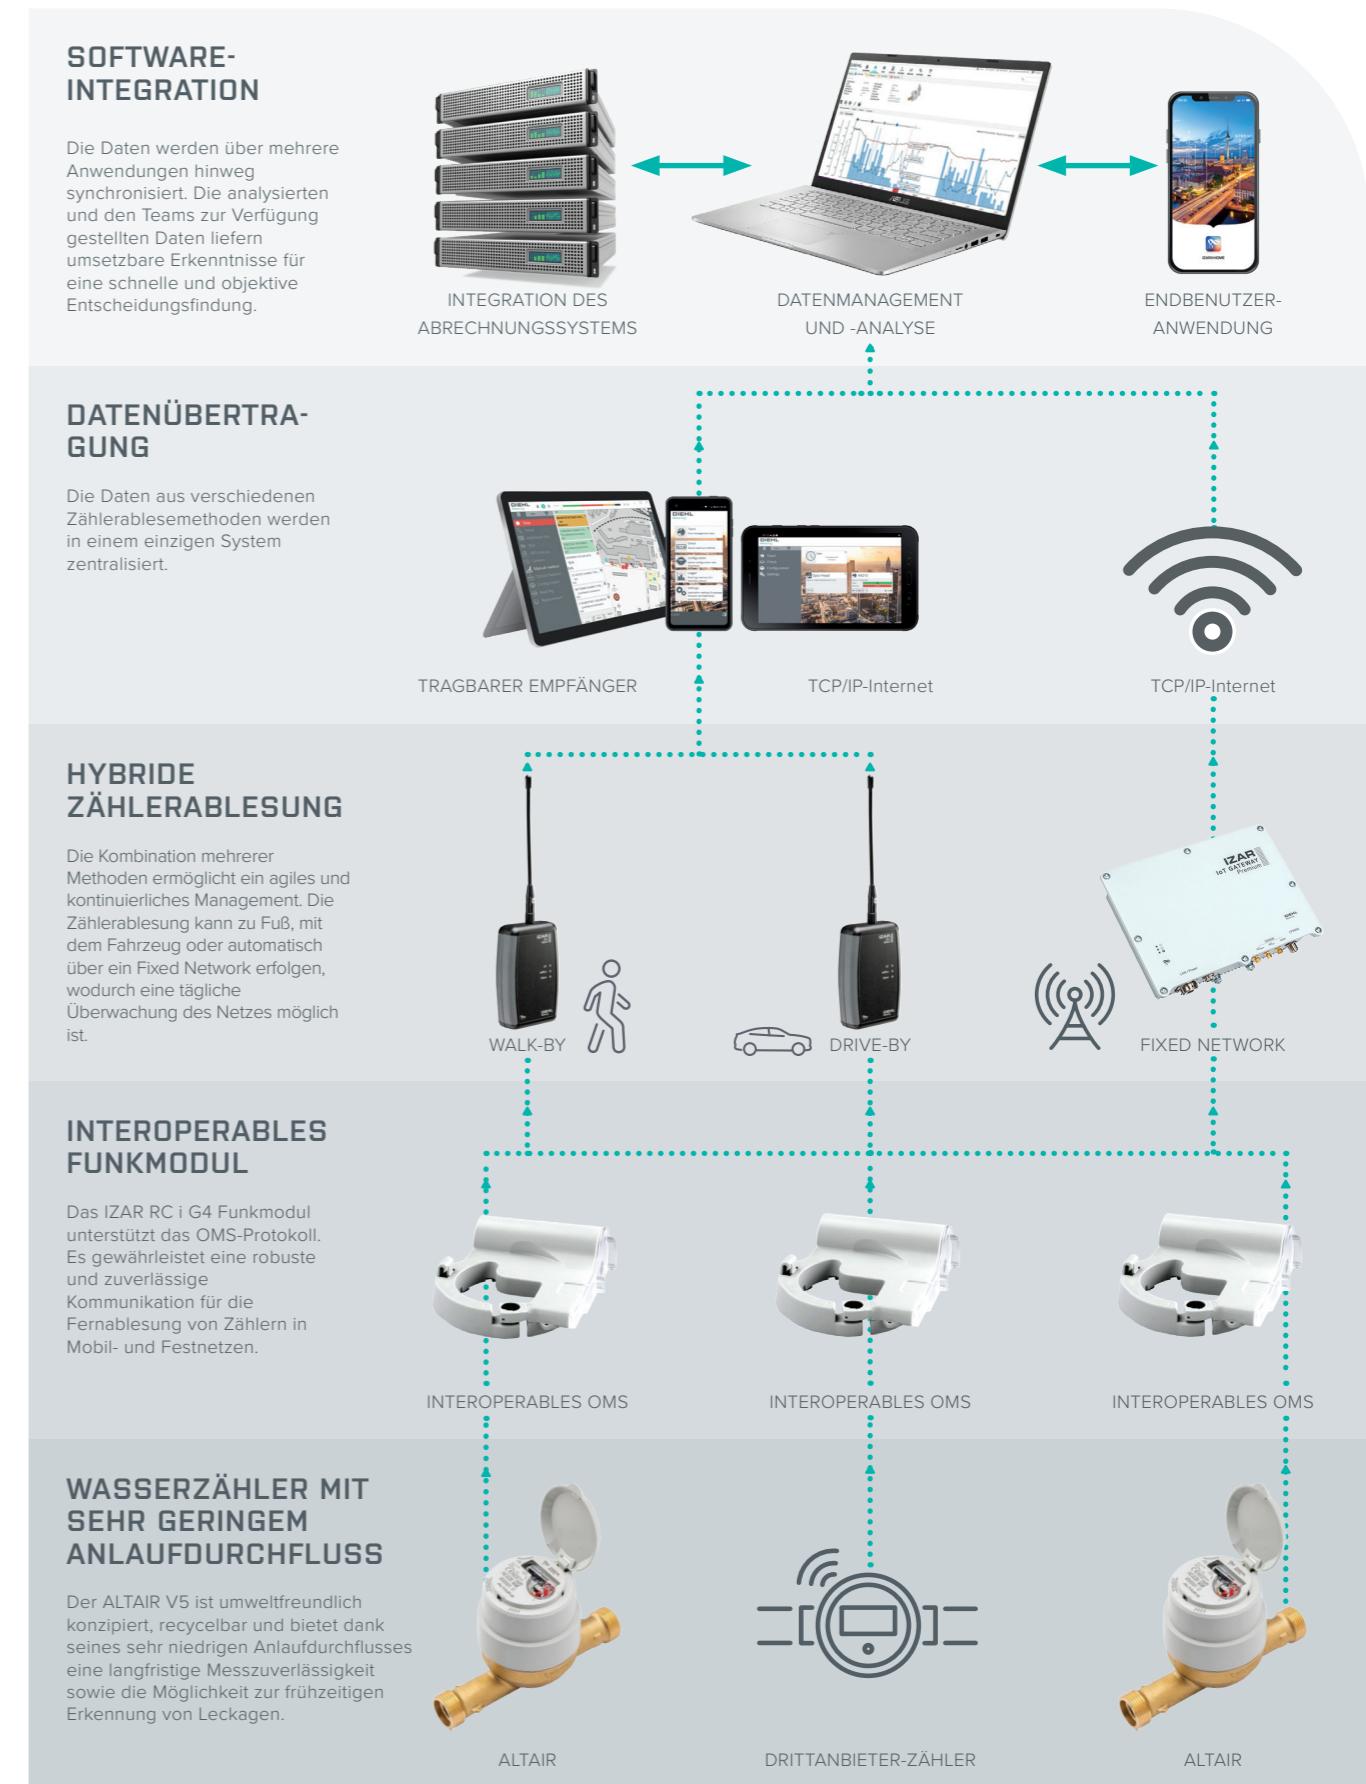 SOFTWARE-
INTEGRATION
Die Daten werden über mehrere
Anwendungen hinweg
synchronisiert. Die analysierten
und den Teams zur Verfügung
gestellten Daten liefern
umsetzbare Erkenntnisse für
eine schnelle und objektive
Entscheidungsfindung.
INTEGRATION DES
ABRECHNUNGSSYSTEMS
DATENMANAGEMENT
UND -ANALYSE
ENDBENUTZER-
ANWENDUNG
DATENÜBERTRA-
GUNG
Die Daten aus verschiedenen
Zählerablesemethoden werden
in einem einzigen System
zentralisiert.
DIEHL
DIEHL
DIEHL
TRAGBARER EMPFÄNGER
TCP/IP-Internet
TCP/IP-Internet
HYBRIDE
ZÄHLERABLESUNG
Die Kombination mehrerer
Methoden ermöglicht ein agiles und
kontinuierliches Management. Die
Zählerablesung kann zu Fuß, mit
dem Fahrzeug oder automatisch
über ein Fixed Network erfolgen,
wodurch eine tägliche
Überwachung des Netzes möglich
ist.
IZAR
IoT GATEWAY
Premium
WALK-BY
DRIVE-BY
FIXED NETWORK
INTEROPERABLES
FUNKMODUL
Das IZAR RC i G4 Funkmodul
unterstützt das OMS-Protokoll.
Es gewährleistet eine robuste
und zuverlässige
Kommunikation für die
Fernablesung von Zählern in
Mobil- und Festnetzen.
INTEROPERABLES OMS
INTEROPERABLES OMS
INTEROPERABLES OMS
WASSERZÄHLER MIT
SEHR GERINGEM
ANLAUFDURCHFLUSS
Der ALTAIR V5 ist umweltfreundlich
konzipiert, recycelbar und bietet dank
seines sehr niedrigen Anlaufdurchflusses
eine langfristige Messzuverlässigkeit
sowie die Möglichkeit zur frühzeitigen
Erkennung von Leckagen.
ALTAIR
DRITTANBIETER-ZÄHLER
ALTAIR